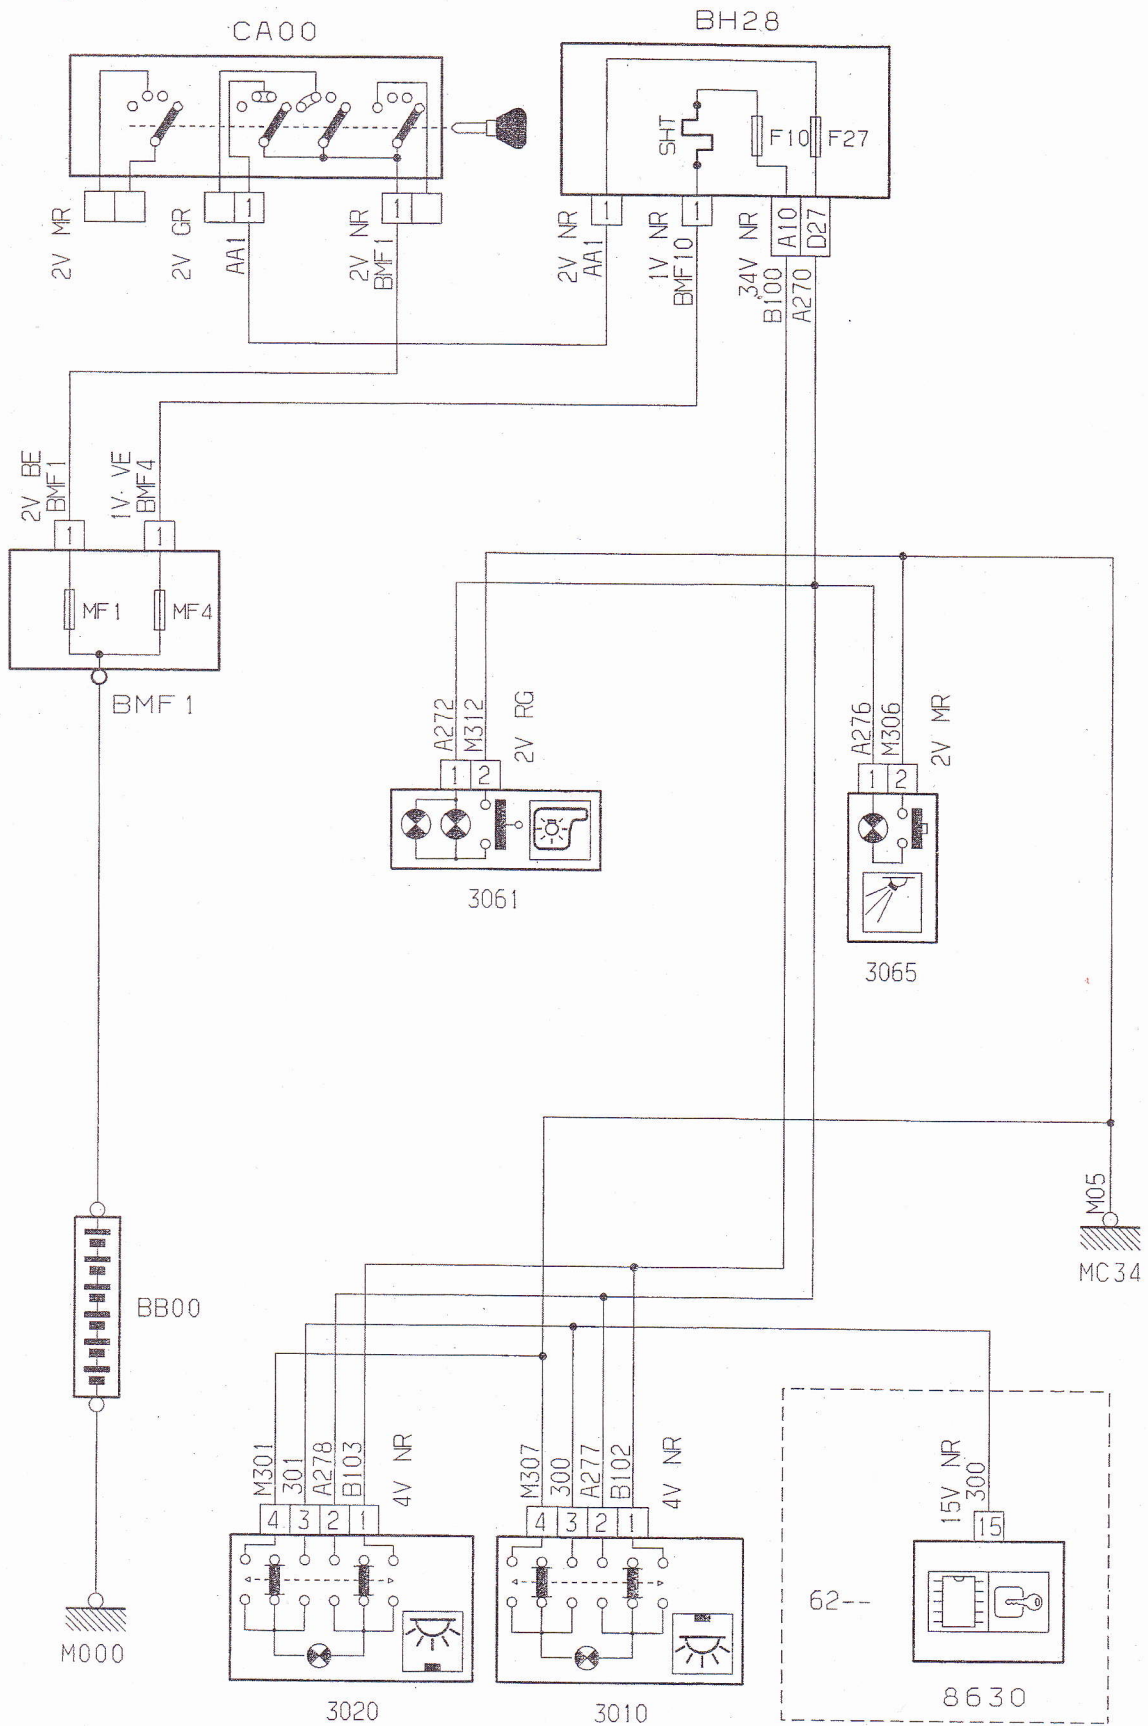 CA00
BH28
SHT
F10
F27
1
1
1
1
A10
D27
2V MR
2V GR
AA1
2V NR
BMF1
2V NR
AA1
1V NR
BMF10
34V NR
B100
A270
2V BE
BMF1
1V VE
BMF4
1
1
MF1
MF4
BMF1
A272
M312
2V RG
1 2
3061
A276
M306
2V MR
1 2
3065
M05
MC34
BB00
M000
M301
301
A278
B103
4V NR
4 3 2 1
3020
M307
300
A277
B102
4V NR
4 3 2 1
3010
15V NR
300
15
62--
8630